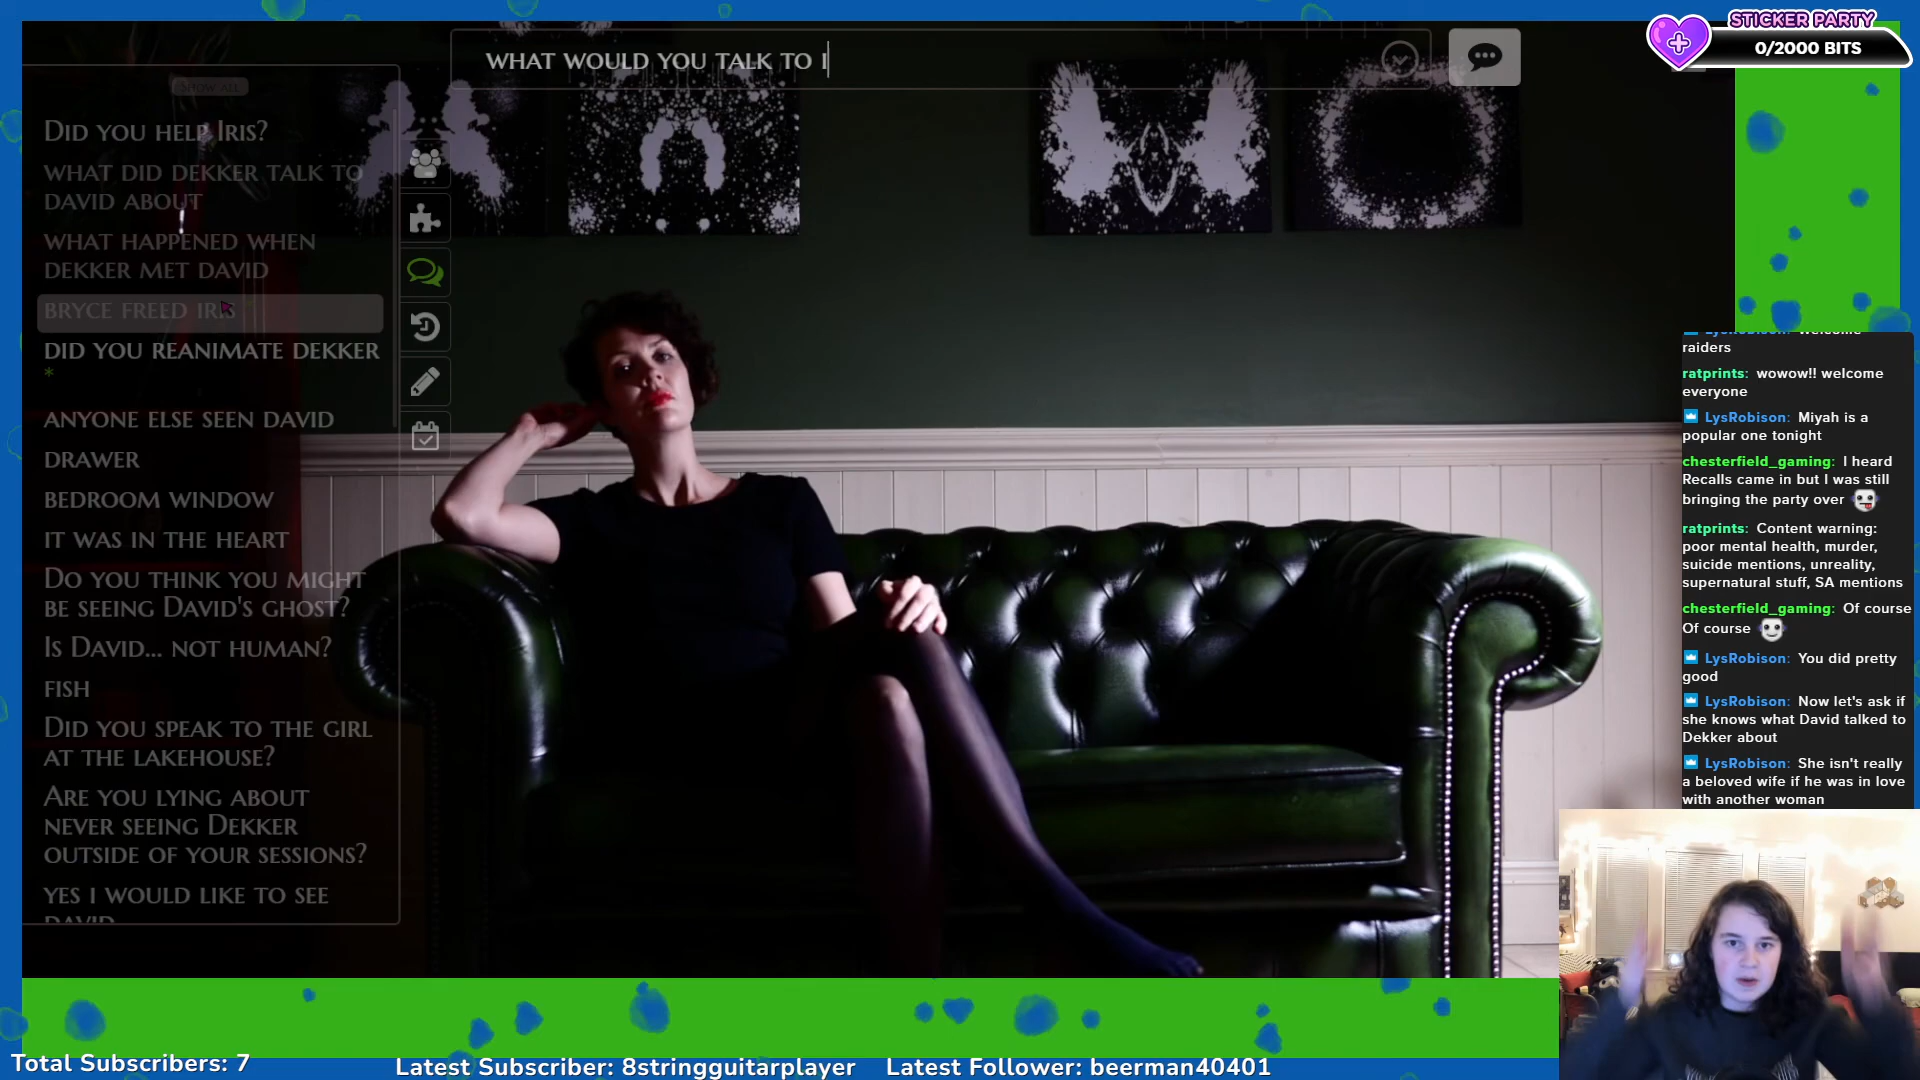 STICKER PARTY
0/2000 BITS
WHAT WOULD YOU TALK TO I
SHOW ALL
DID YOU HELP IRIS?
WHAT DID DEKKER TALK TO
DAVID ABOUT
WHAT HAPPENED WHEN
DEKKER MET DAVID
BRYCE FREED IRIS
DID YOU REANIMATE DEKKER
*
ANYONE ELSE SEEN DAVID
DRAWER
BEDROOM WINDOW
IT WAS IN THE HEART
DO YOU THINK YOU MIGHT
BE SEEING DAVID'S GHOST?
IS DAVID... NOT HUMAN?
FISH
DID YOU SPEAK TO THE GIRL
AT THE LAKEHOUSE?
ARE YOU LYING ABOUT
NEVER SEEING DEKKER
OUTSIDE OF YOUR SESSIONS?
YES I WOULD LIKE TO SEE
DAVID
LysRobison: Welcome
raiders
ratprints: wowow!! welcome
everyone
LysRobison: Miyah is a
popular one tonight
chesterfield_gaming: I heard
Recalls came in but I was still
bringing the party over
ratprints: Content warning:
poor mental health, murder,
suicide mentions, unreality,
supernatural stuff, SA mentions
chesterfield_gaming: Of course
Of course
LysRobison: You did pretty
good
LysRobison: Now let's ask if
she knows what David talked to
Dekker about
LysRobison: She isn't really
a beloved wife if he was in love
with another woman
Total Subscribers: 7
Latest Subscriber: 8stringguitarplayer
Latest Follower: beerman40401